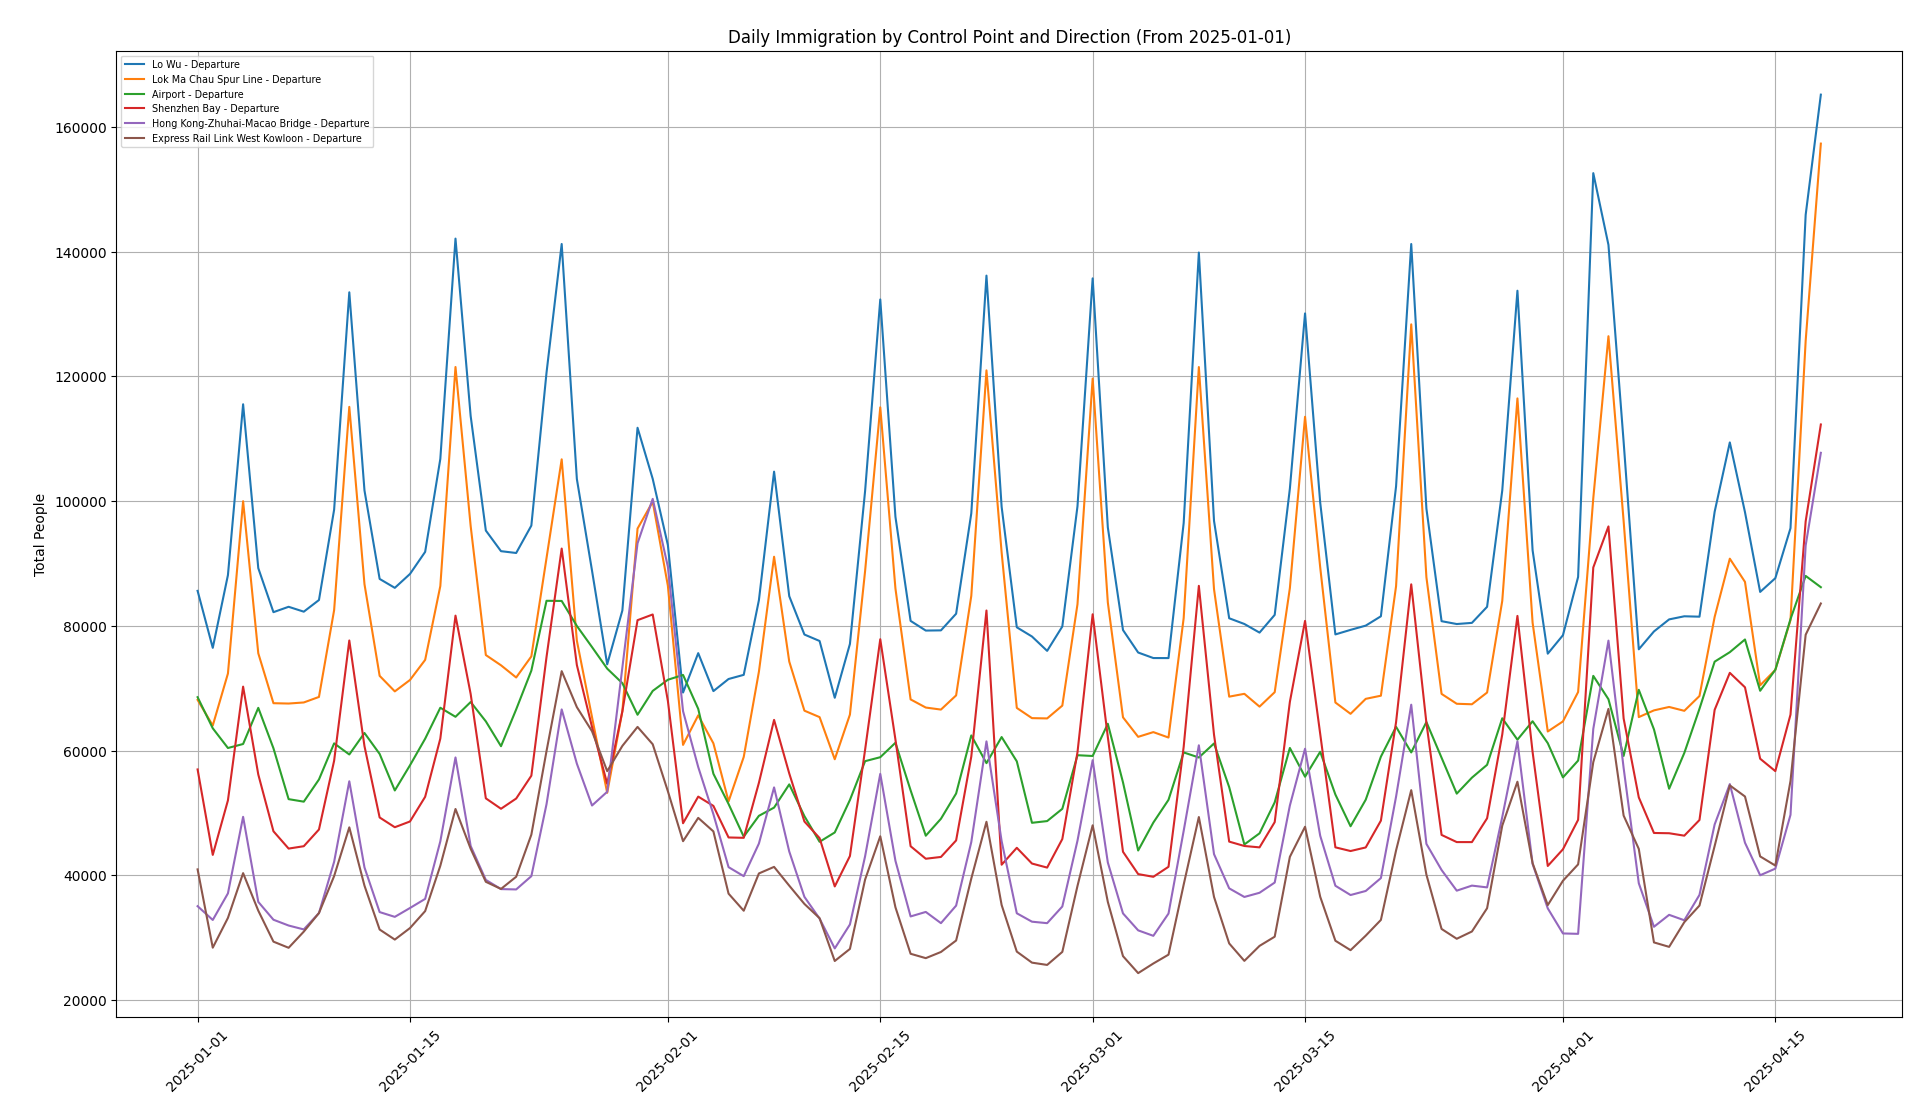 Daily Immigration by Control Point and Direction (From 2025-01-01)
Lo Wu - Departure
Lok Ma Chau Spur Line - Departure
Airport - Departure
Shenzhen Bay - Departure
Hong Kong-Zhuhai-Macao Bridge - Departure
Express Rail Link West Kowloon - Departure
160000
140000
120000
100000
80000
60000
40000
20000
Total People
2025-01-01
2025-01-15
2025-02-01
2025-02-15
2025-03-01
2025-03-15
2025-04-01
2025-04-15